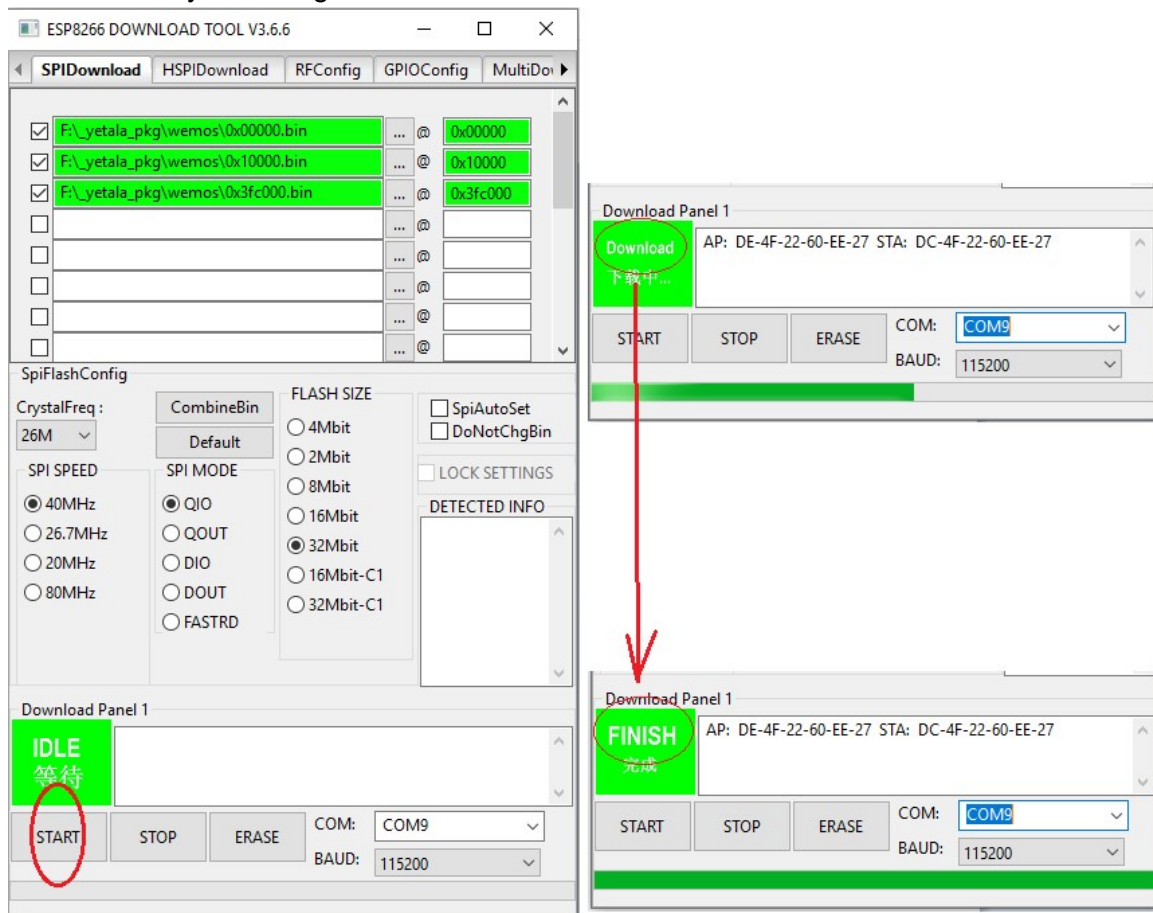 ESP8266 DOWNLOAD TOOL V3.6.6
SPIDownload HSPIDownload RFConfig GPIOConfig MultiDov
F:\_yetala_pkg\wemos\0x00000.bin ... @ 0x00000
F:\_yetala_pkg\wemos\0x10000.bin ... @ 0x10000
F:\_yetala_pkg\wemos\0x3fc000.bin ... @ 0x3fc000
... @
... @
... @
... @
... @
SpiFlashConfig
CrystalFreq :
26M
CombineBin
Default
SPI SPEED
40MHz
26.7MHz
20MHz
80MHz
SPI MODE
QIO
QOUT
DIO
DOUT
FASTRD
FLASH SIZE
4Mbit
2Mbit
8Mbit
16Mbit
32Mbit
16Mbit-C1
32Mbit-C1
SpiAutoSet
DoNotChgBin
LOCK SETTINGS
DETECTED INFO
Download Panel 1
IDLE
等待
START STOP ERASE
COM: COM9
BAUD: 115200
Download Panel 1
Download
下载中...
AP: DE-4F-22-60-EE-27 STA: DC-4F-22-60-EE-27
START STOP ERASE
COM: COM9
BAUD: 115200
Download Panel 1
FINISH
完成
AP: DE-4F-22-60-EE-27 STA: DC-4F-22-60-EE-27
START STOP ERASE
COM: COM9
BAUD: 115200